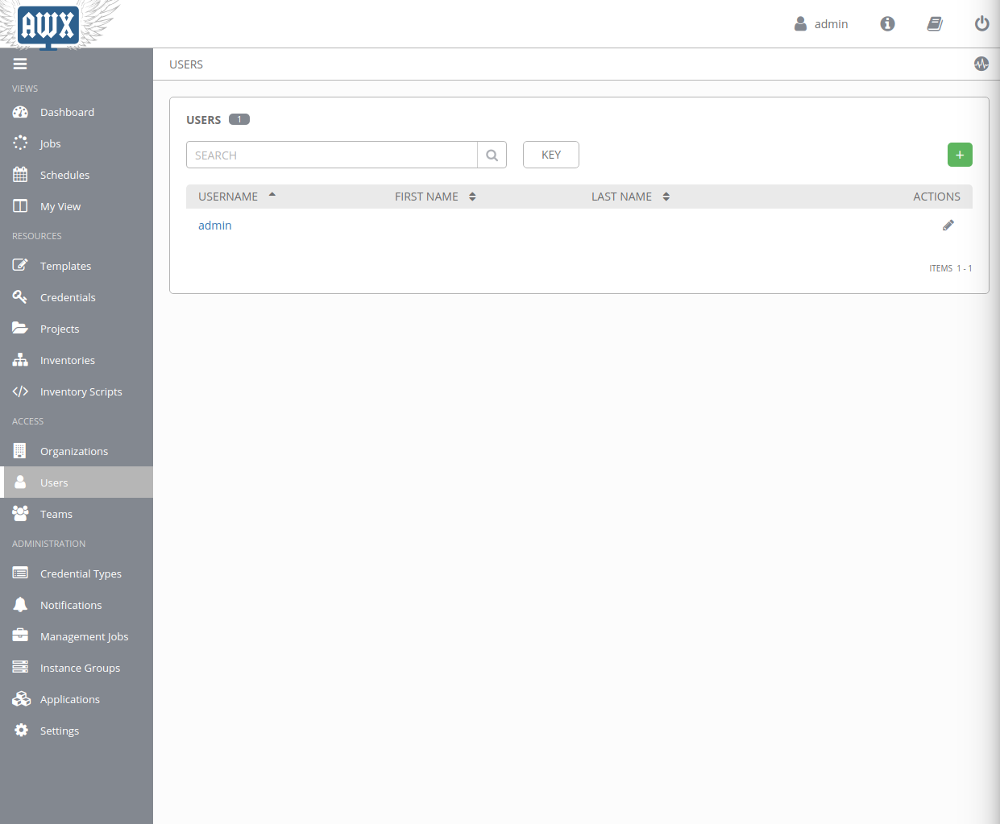 AWX
admin
USERS
VIEWS
Dashboard
Jobs
Schedules
My View
RESOURCES
Templates
Credentials
Projects
Inventories
Inventory Scripts
ACCESS
Organizations
Users
Teams
ADMINISTRATION
Credential Types
Notifications
Management Jobs
Instance Groups
Applications
Settings
USERS 1
SEARCH KEY +
USERNAME FIRST NAME LAST NAME ACTIONS
admin
ITEMS 1 - 1